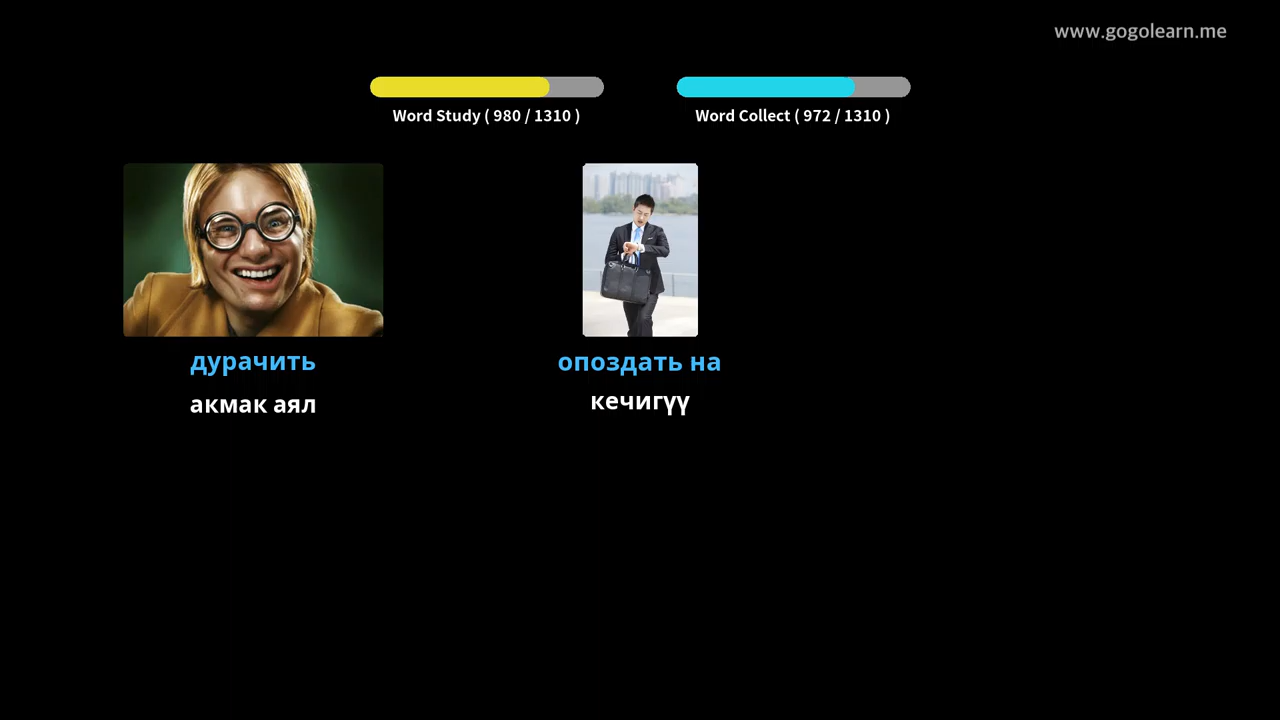 www.gogolearn.me
Word Study ( 980 / 1310 )
Word Collect ( 972 / 1310 )
дурачить
акмак аял
опоздать на
кечигүү